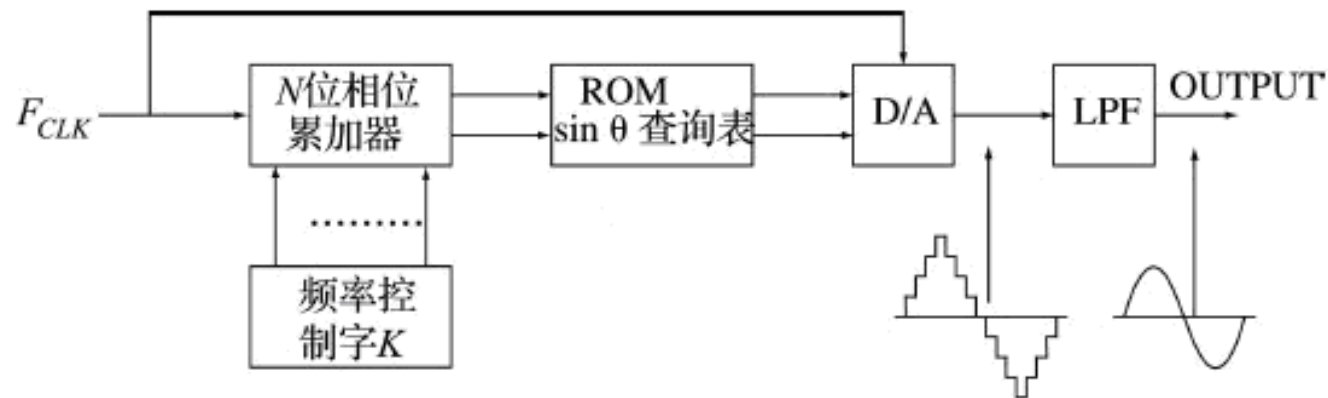 F_CLK
N位相位
累加器
ROM
sin θ 查询表
D/A
LPF
OUTPUT
频率控
制字K